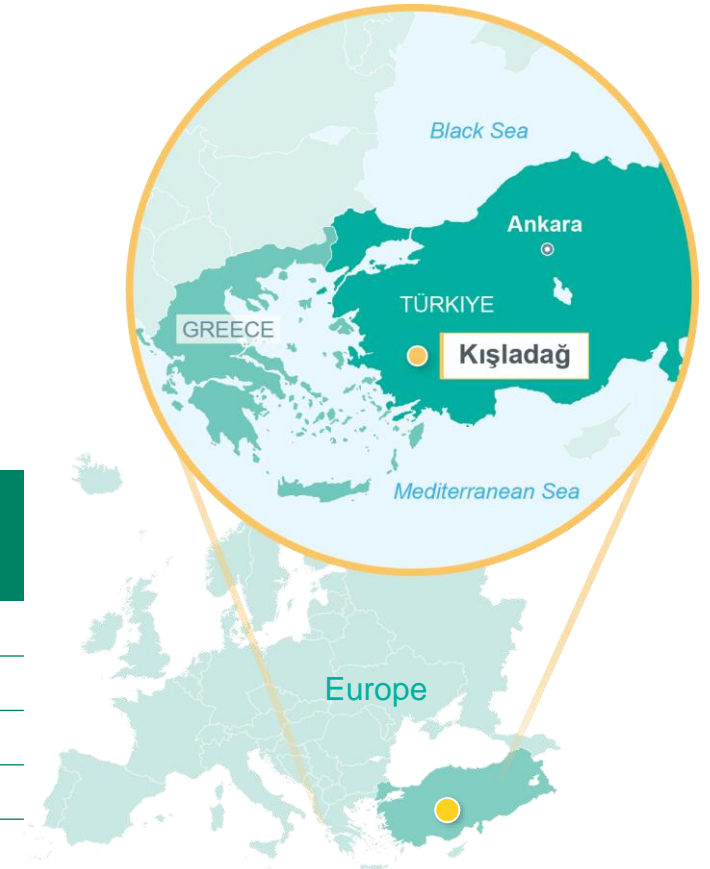 Black Sea
Ankara
TÜRKIYE
GREECE
Kışladağ
Mediterranean Sea
Europe